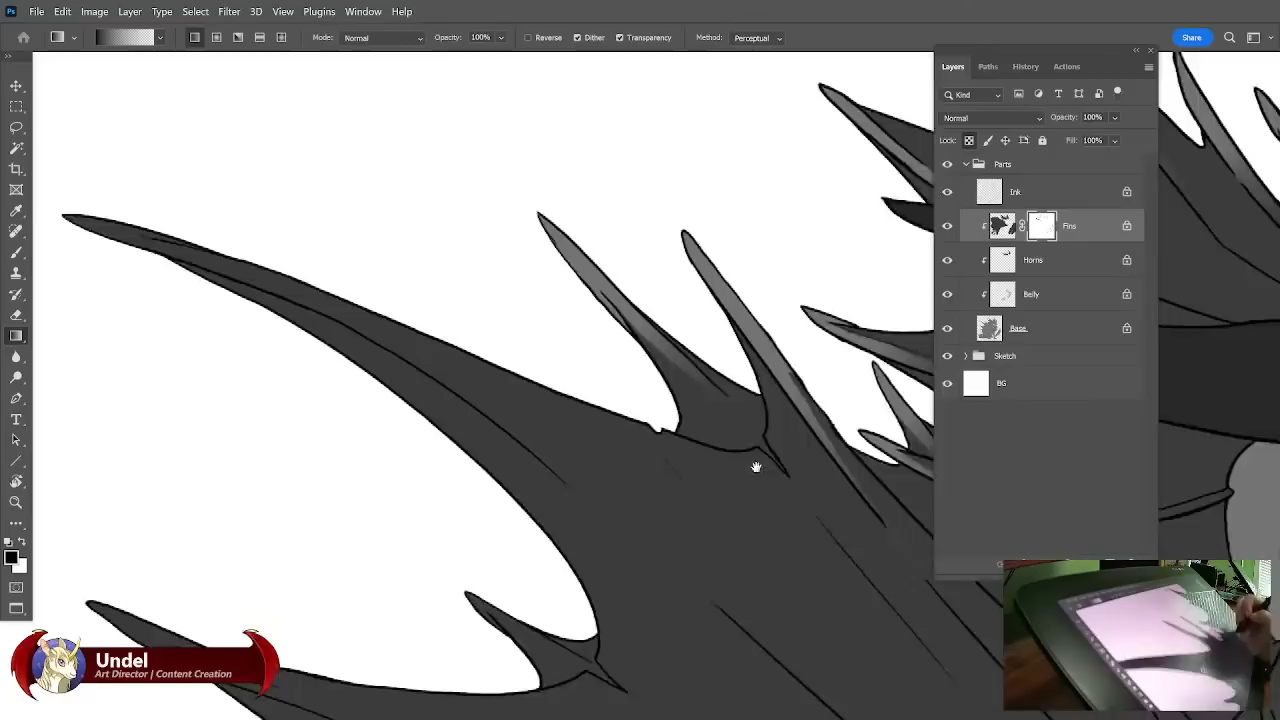 Ps File Edit Image Layer Type Select Filter 3D View Plugins Window Help
Mode: Normal Opacity: 100% Reverse Dither Transparency Method: Perceptual Share
Layers Paths History Actions
Kind
Normal Opacity: 100%
Lock: Fill: 100%
Parts
Ink
Fins
Horns
Belly
Base
Sketch
BG
Undel
Art Director | Content Creation